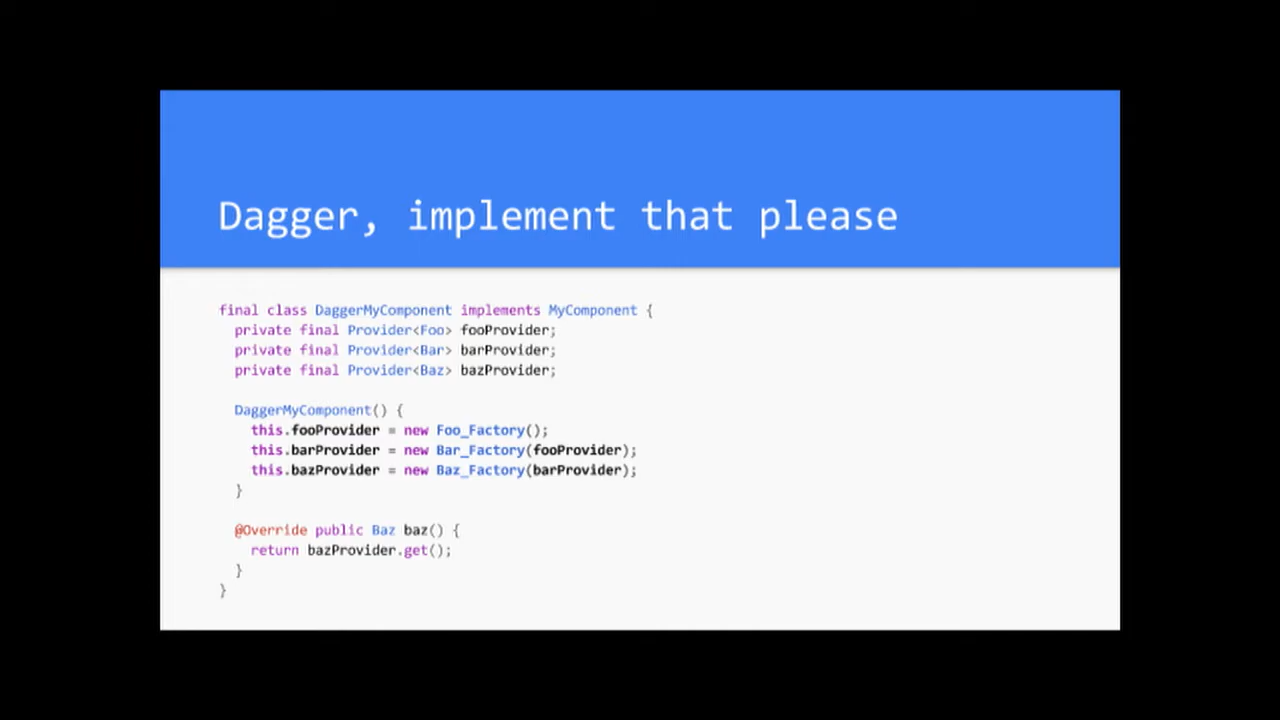 Dagger, implement that please
final class DaggerMyComponent implements MyComponent {
  private final Provider<Foo> fooProvider;
  private final Provider<Bar> barProvider;
  private final Provider<Baz> bazProvider;

  DaggerMyComponent() {
    this.fooProvider = new Foo_Factory();
    this.barProvider = new Bar_Factory(fooProvider);
    this.bazProvider = new Baz_Factory(barProvider);
  }

  @Override public Baz baz() {
    return bazProvider.get();
  }
}